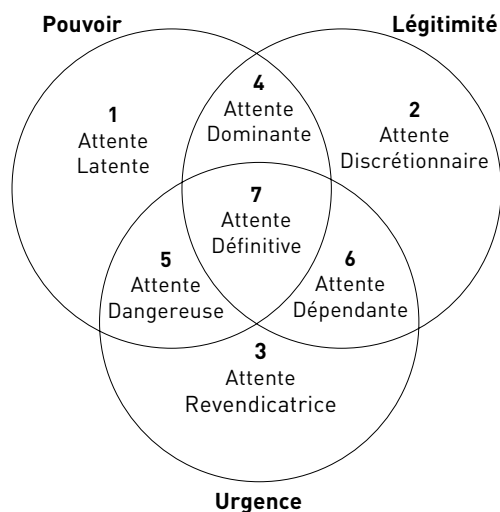 Pouvoir
Légitimité
4
Attente
Dominante
1
Attente
Latente
2
Attente
Discrétionnaire
7
Attente
Définitive
5
Attente
Dangereuse
6
Attente
Dépendante
3
Attente
Revendicatrice
Urgence